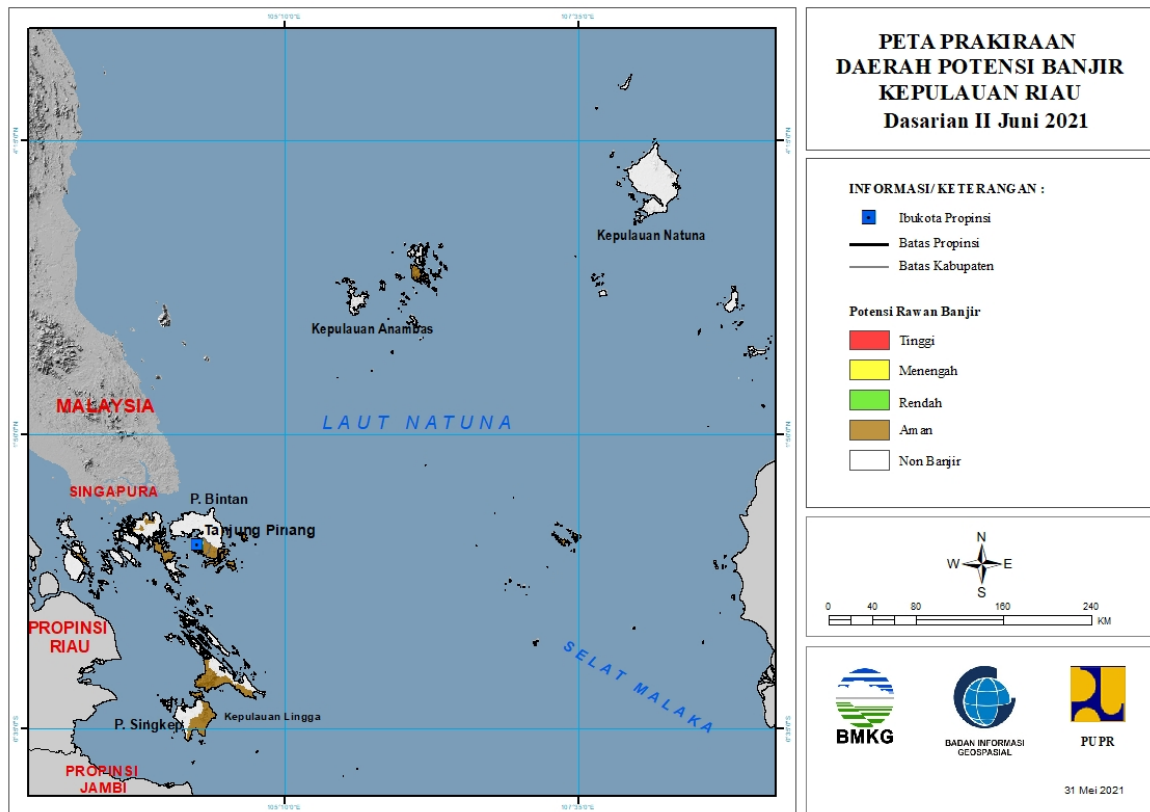 PETA PRAKIRAAN
DAERAH POTENSI BANJIR
KEPULAUAN RIAU
Dasarian II Juni 2021
INFORMASI/ KETERANGAN :
Ibukota Propinsi
Batas Propinsi
Batas Kabupaten
Potensi Rawan Banjir
Tinggi
Menengah
Rendah
Aman
Non Banjir
N
W E
S
0 40 80 160 240
KM
BMKG
BADAN INFORMASI
GEOSPASIAL
PUPR
31 Mei 2021
Kepulauan Natuna
Kepulauan Anambas
MALAYSIA
LAUT NATUNA
SINGAPURA
P. Bintan
Tanjung Pinang
PROPINSI
RIAU
SELAT MALAKA
P. Singkep
Kepulauan Lingga
PROPINSI
JAMBI